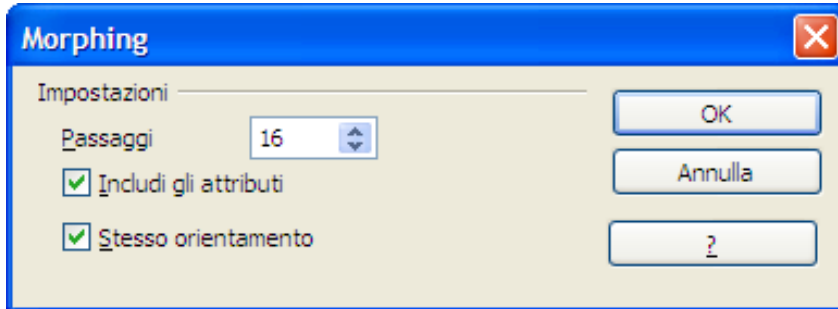 Morphing
Impostazioni
Passaggi 16
Includi gli attributi
Stesso orientamento
OK
Annulla
?